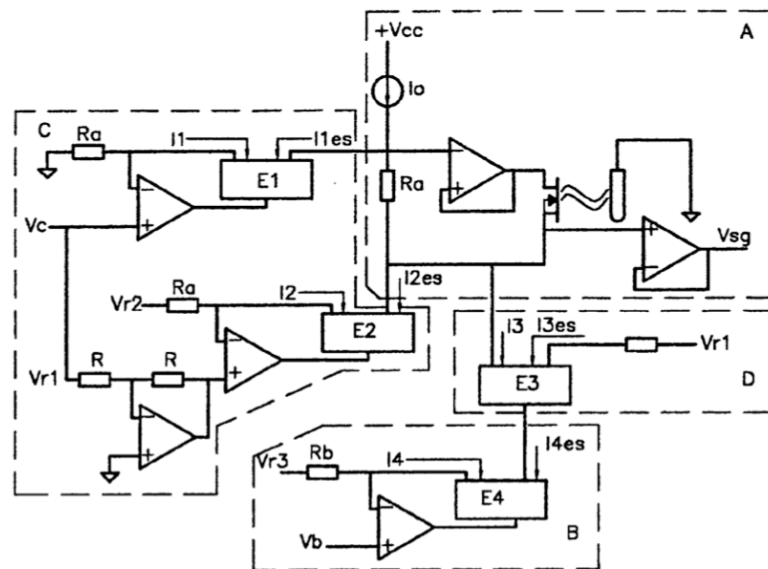 +Vcc
A
Io
C
Ra
I1
I1es
E1
Ra
Vc
Vsg
Ra
I2
I2es
Vr2
E2
I3
I3es
Vr1
R
R
Vr1
E3
D
Vr3
Rb
I4
I4es
E4
Vb
B